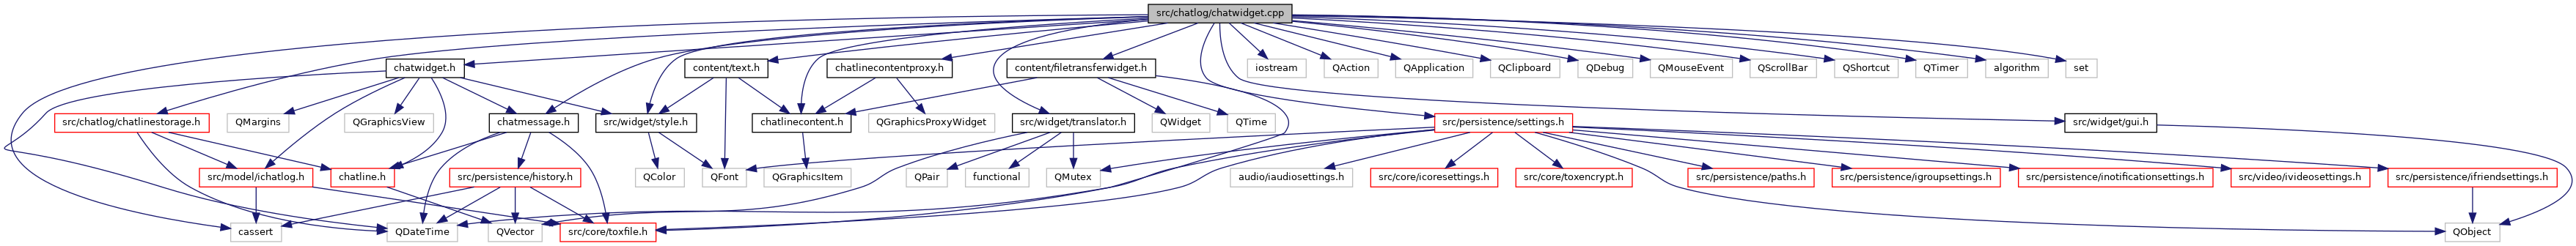 src/chatlog/chatwidget.cpp
chatwidget.h
content/text.h
chatlinecontentproxy.h
content/filetransferwidget.h
iostream
QAction
QApplication
QClipboard
QDebug
QMouseEvent
QScrollBar
QShortcut
QTimer
algorithm
set
src/chatlog/chatlinestorage.h
QMargins
QGraphicsView
chatmessage.h
src/widget/style.h
chatlinecontent.h
QGraphicsProxyWidget
src/widget/translator.h
QWidget
QTime
src/persistence/settings.h
src/widget/gui.h
src/model/ichatlog.h
chatline.h
src/persistence/history.h
QColor
QFont
QGraphicsItem
QPair
functional
QMutex
audio/iaudiosettings.h
src/core/icoresettings.h
src/core/toxencrypt.h
src/persistence/paths.h
src/persistence/igroupsettings.h
src/persistence/inotificationsettings.h
src/video/ivideosettings.h
src/persistence/ifriendsettings.h
cassert
QDateTime
QVector
src/core/toxfile.h
QObject